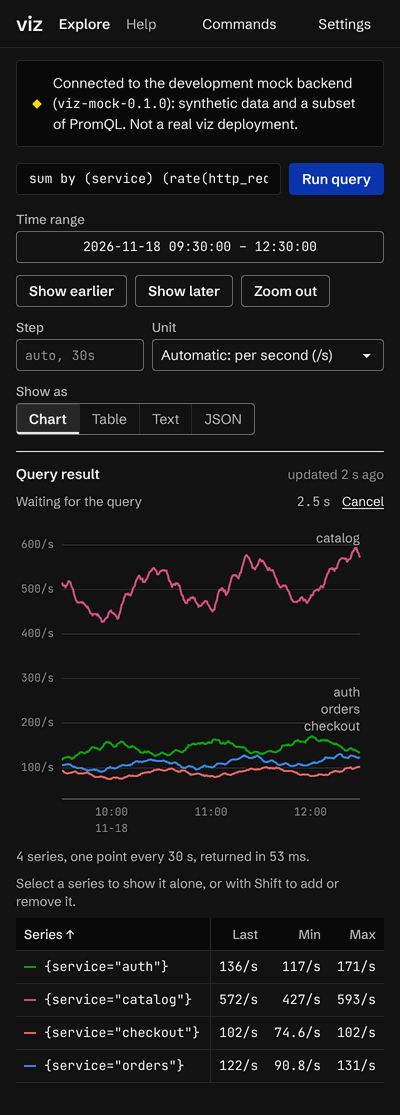 viz Explore Help Commands Settings
Connected to the development mock backend
(viz-mock-0.1.0): synthetic data and a subset
of PromQL. Not a real viz deployment.
sum by (service) (rate(http_rec Run query
Time range
2026-11-18 09:30:00 – 12:30:00
Show earlier Show later Zoom out
Step Unit
auto, 30s Automatic: per second (/s)
Show as
Chart Table Text JSON
Query result updated 2 s ago
Waiting for the query 2.5 s Cancel
catalog
600/s
500/s
400/s
300/s
auth
orders
200/s
checkout
100/s
10:00 11:00 12:00
11-18
4 series, one point every 30 s, returned in 53 ms.
Select a series to show it alone, or with Shift to add or
remove it.
Series ↑ Last Min Max
{service="auth"} 136/s 117/s 171/s
{service="catalog"} 572/s 427/s 593/s
{service="checkout"} 102/s 74.6/s 102/s
{service="orders"} 122/s 90.8/s 131/s